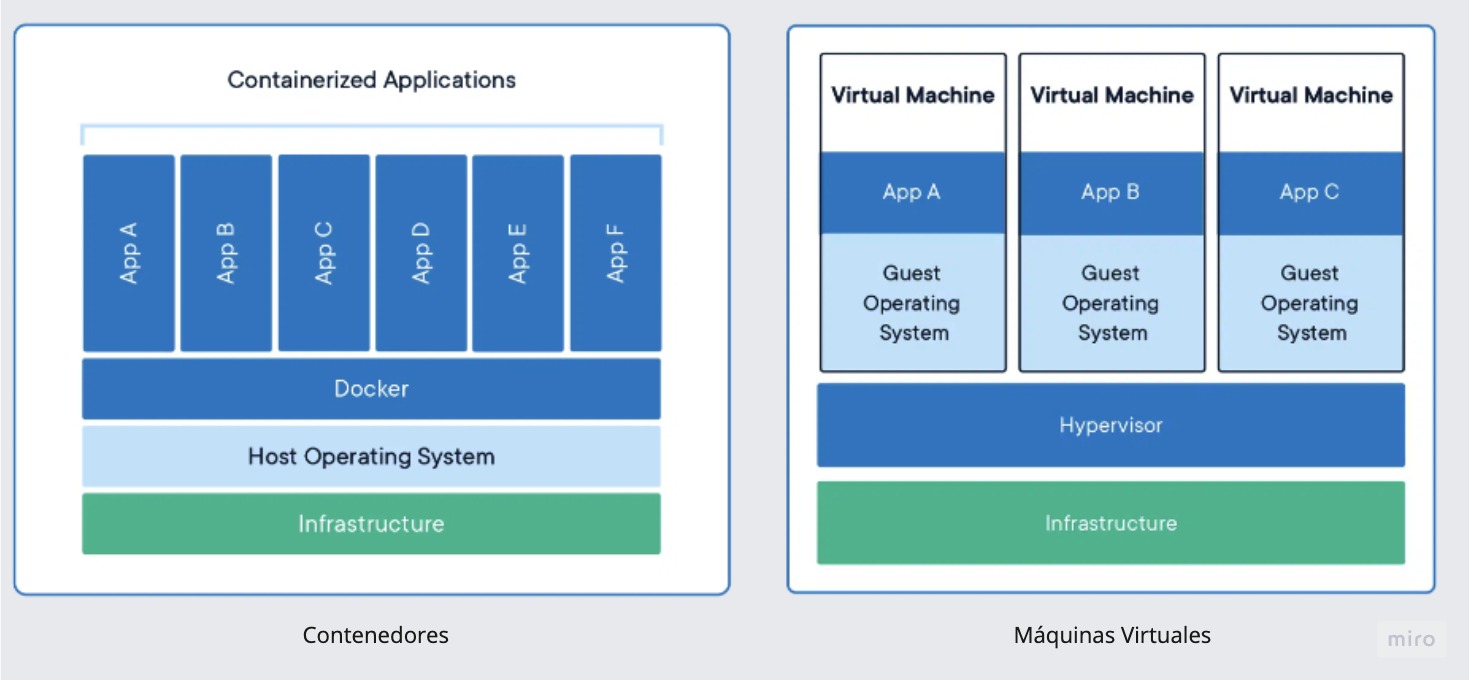 Containerized Applications
App A
App B
App C
App D
App E
App F
Docker
Host Operating System
Infrastructure
Contenedores
Virtual Machine
App A
Guest
Operating
System
Virtual Machine
App B
Guest
Operating
System
Virtual Machine
App C
Guest
Operating
System
Hypervisor
Infrastructure
Máquinas Virtuales
miro